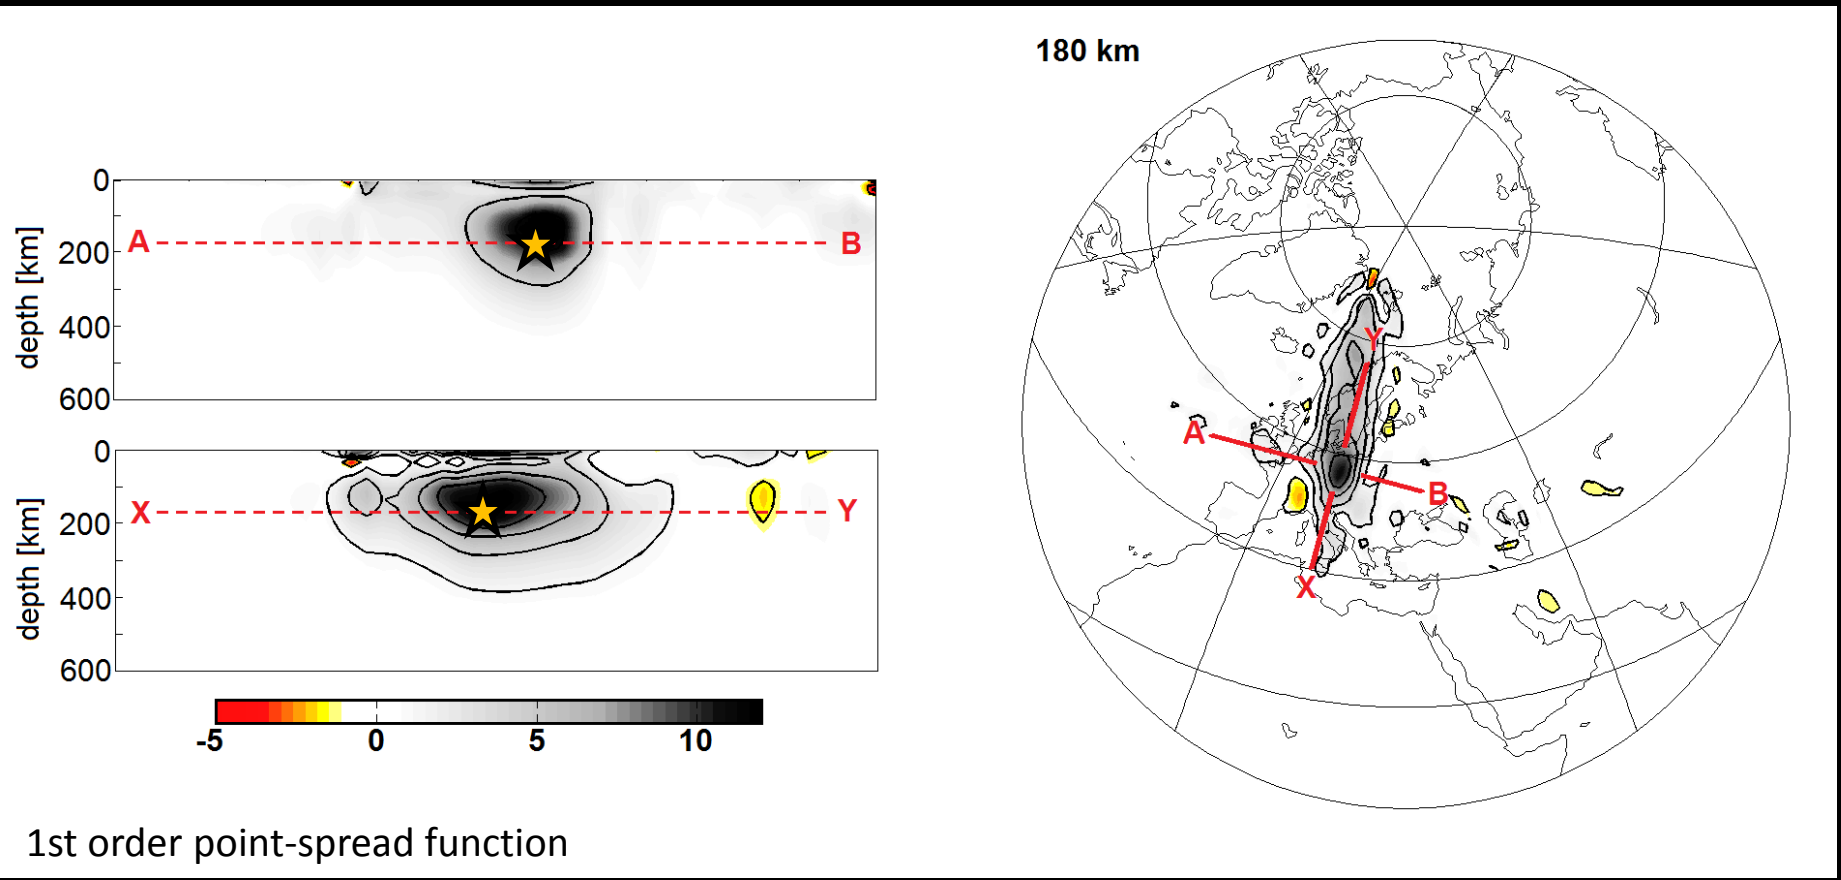 180 km
0
A B
200
400
600
depth [km]
0
X Y
200
400
600
depth [km]
-5 0 5 10
Y
A
B
X
1st order point-spread function